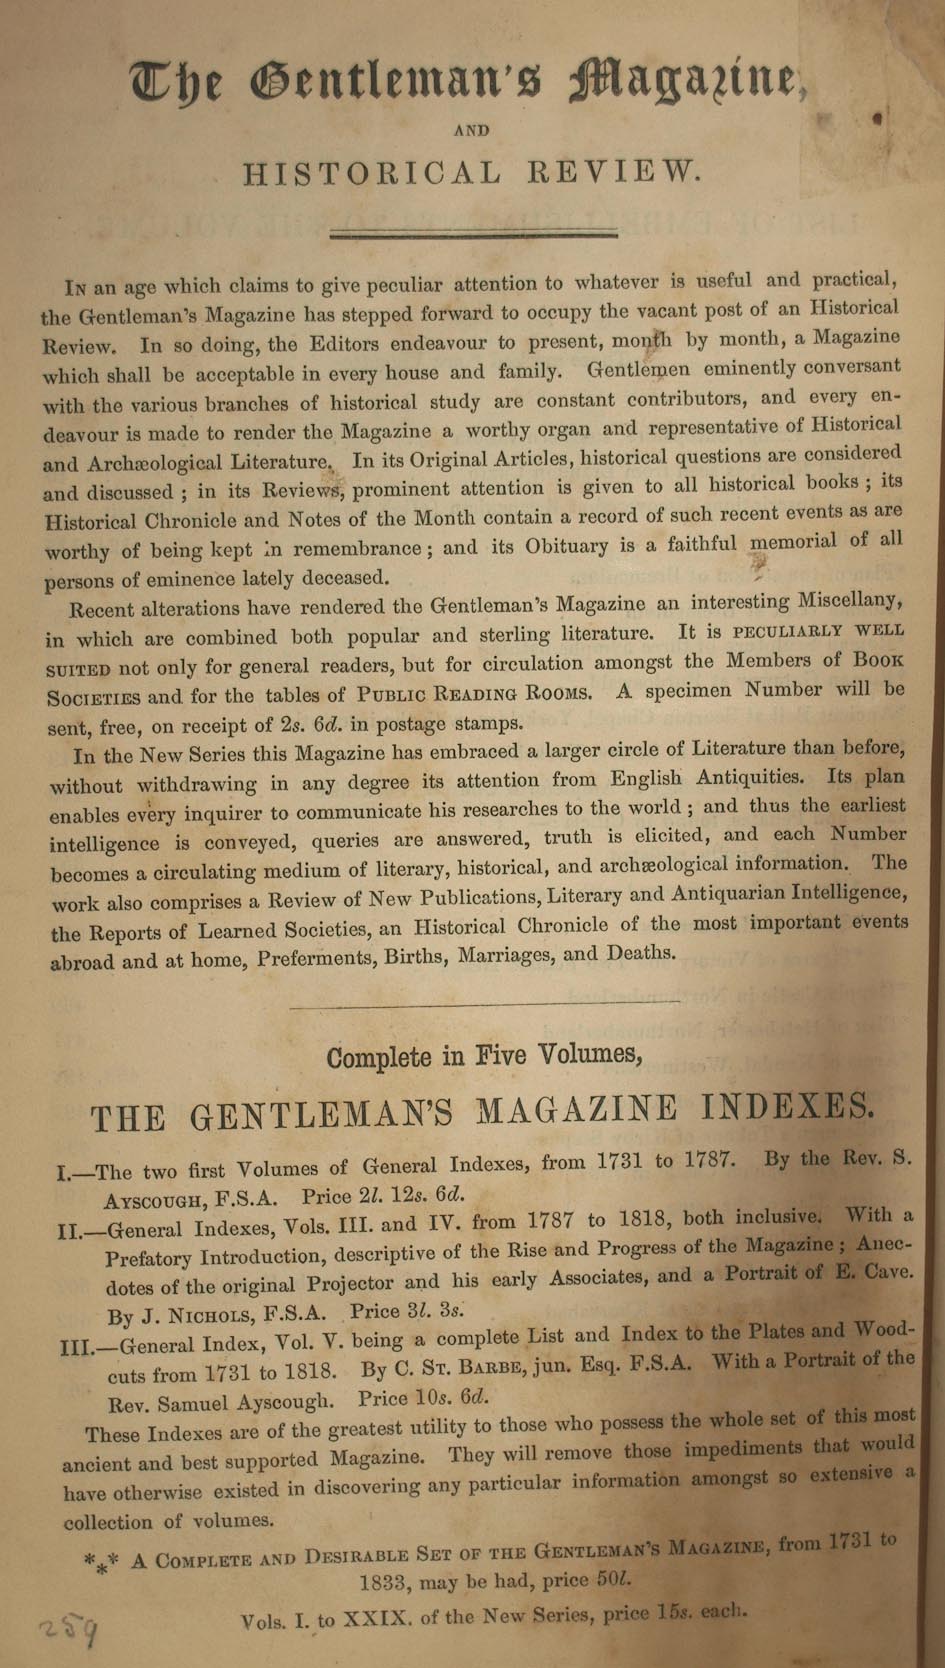 The Gentleman's Magazine,
AND
HISTORICAL REVIEW.
IN an age which claims to give peculiar attention to whatever is useful and practical,
the Gentleman's Magazine has stepped forward to occupy the vacant post of an Historical
Review. In so doing, the Editors endeavour to present, month by month, a Magazine
which shall be acceptable in every house and family. Gentlemen eminently conversant
with the various branches of historical study are constant contributors, and every en-
deavour is made to render the Magazine a worthy organ and representative of Historical
and Archæological Literature. In its Original Articles, historical questions are considered
and discussed ; in its Reviews, prominent attention is given to all historical books ; its
Historical Chronicle and Notes of the Month contain a record of such recent events as are
worthy of being kept in remembrance ; and its Obituary is a faithful memorial of all
persons of eminence lately deceased.
Recent alterations have rendered the Gentleman's Magazine an interesting Miscellany,
in which are combined both popular and sterling literature. It is PECULIARLY WELL
SUITED not only for general readers, but for circulation amongst the Members of BOOK
SOCIETIES and for the tables of PUBLIC READING ROOMS. A specimen Number will be
sent, free, on receipt of 2s. 6d. in postage stamps.
In the New Series this Magazine has embraced a larger circle of Literature than before,
without withdrawing in any degree its attention from English Antiquities. Its plan
enables every inquirer to communicate his researches to the world ; and thus the earliest
intelligence is conveyed, queries are answered, truth is elicited, and each Number
becomes a circulating medium of literary, historical, and archæological information. The
work also comprises a Review of New Publications, Literary and Antiquarian Intelligence,
the Reports of Learned Societies, an Historical Chronicle of the most important events
abroad and at home, Preferments, Births, Marriages, and Deaths.
Complete in Five Volumes,
THE GENTLEMAN'S MAGAZINE INDEXES.
I.—The two first Volumes of General Indexes, from 1731 to 1787. By the Rev. S.
AYSCOUGH, F.S.A. Price 2l. 12s. 6d.
II.—General Indexes, Vols. III. and IV. from 1787 to 1818, both inclusive. With a
Prefatory Introduction, descriptive of the Rise and Progress of the Magazine ; Anec-
dotes of the original Projector and his early Associates, and a Portrait of E. Cave.
By J. NICHOLS, F.S.A. Price 3l. 3s.
III.—General Index, Vol. V. being a complete List and Index to the Plates and Wood-
cuts from 1731 to 1818. By C. ST. BARBE, jun. Esq. F.S.A. With a Portrait of the
Rev. Samuel Ayscough. Price 10s. 6d.
These Indexes are of the greatest utility to those who possess the whole set of this most
ancient and best supported Magazine. They will remove those impediments that would
have otherwise existed in discovering any particular information amongst so extensive a
collection of volumes.
*** A COMPLETE AND DESIRABLE SET OF THE GENTLEMAN'S MAGAZINE, from 1731 to
1833, may be had, price 50l.
Vols. I. to XXIX. of the New Series, price 15s. each.
259